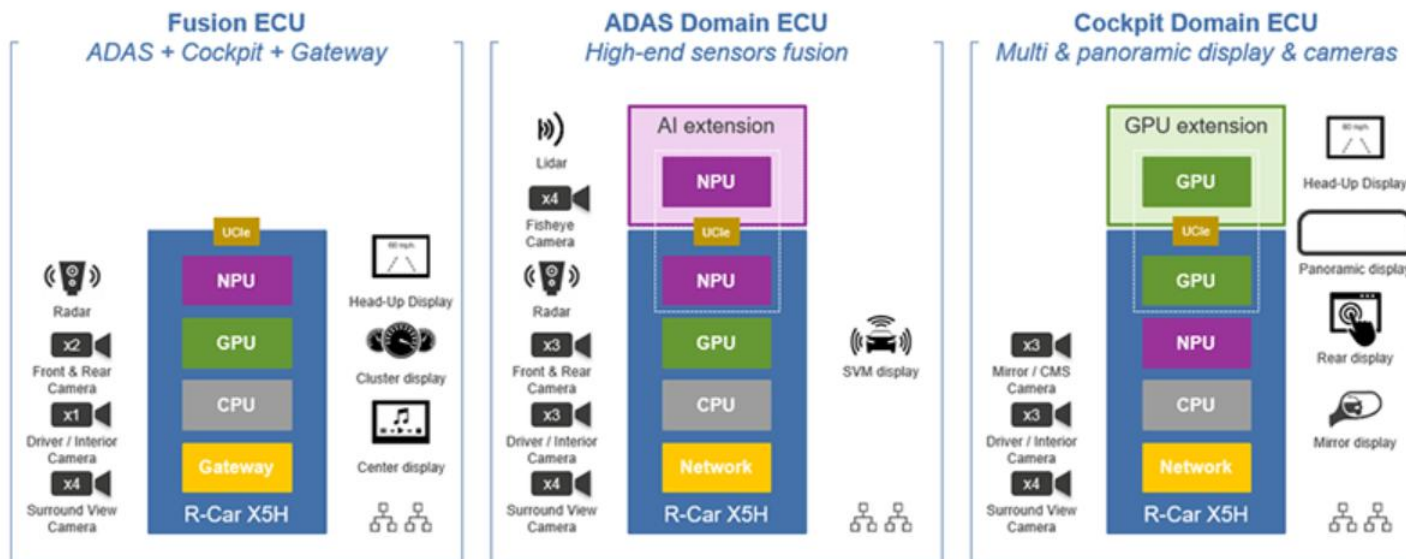 Fusion ECU
ADAS + Cockpit + Gateway
UCIe
NPU
GPU
CPU
Gateway
R-Car X5H
Radar
x2
Front & Rear
Camera
x1
Driver / Interior
Camera
x4
Surround View
Camera
60 mph
Head-Up Display
Cluster display
Center display
ADAS Domain ECU
High-end sensors fusion
AI extension
NPU
UCIe
NPU
GPU
CPU
Network
R-Car X5H
Lidar
x4
Fisheye
Camera
Radar
x3
Front & Rear
Camera
x3
Driver / Interior
Camera
x4
Surround View
Camera
SVM display
Cockpit Domain ECU
Multi & panoramic display & cameras
GPU extension
GPU
UCIe
GPU
NPU
CPU
Network
R-Car X5H
x3
Mirror / CMS
Camera
x3
Driver / Interior
Camera
x4
Surround View
Camera
60 mph
Head-Up Display
Panoramic display
Rear display
Mirror display